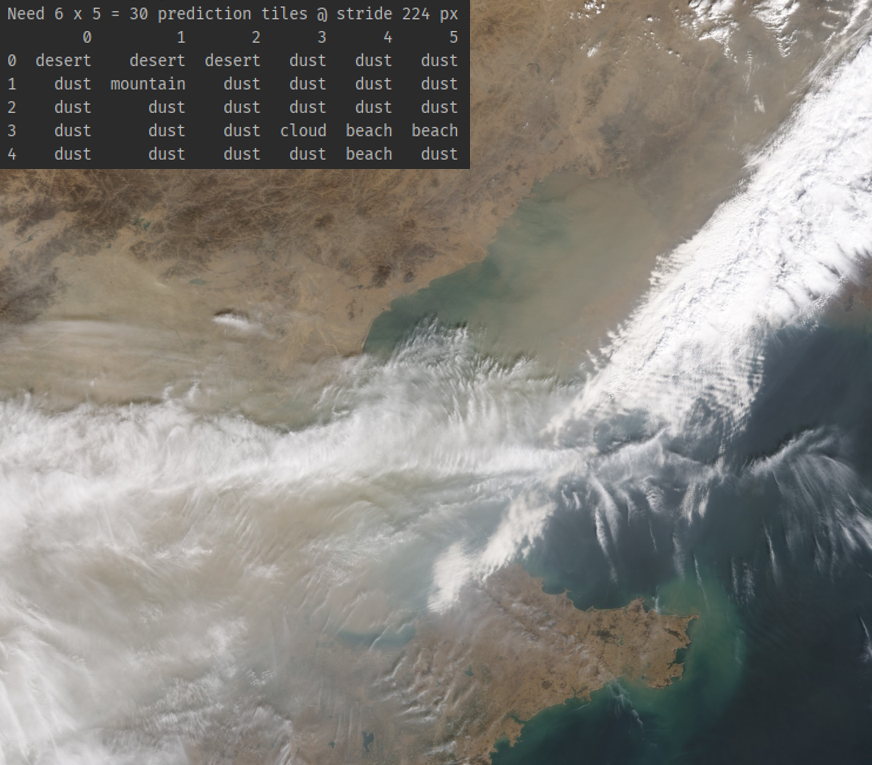 Need 6 x 5 = 30 prediction tiles @ stride 224 px
0 1 2 3 4 5
0 desert desert desert dust dust dust
1 dust mountain dust dust dust dust
2 dust dust dust dust dust dust
3 dust dust dust cloud beach beach
4 dust dust dust dust beach dust